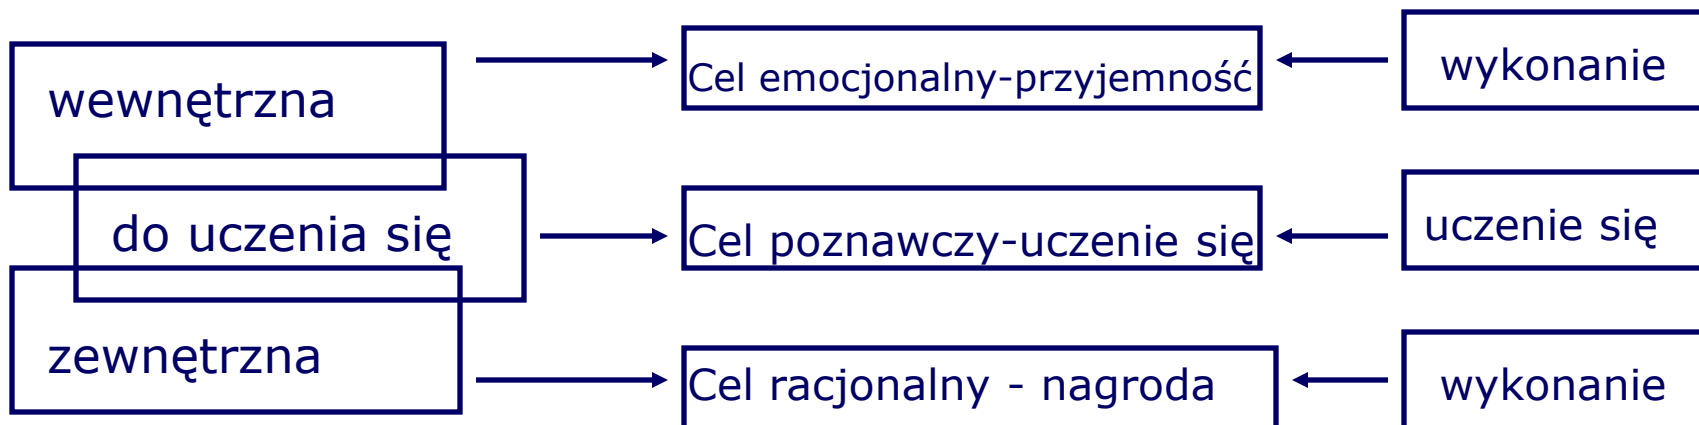 wewnętrzna
Cel emocjonalny-przyjemność
wykonanie
do uczenia się
Cel poznawczy-uczenie się
uczenie się
zewnętrzna
Cel racjonalny - nagroda
wykonanie